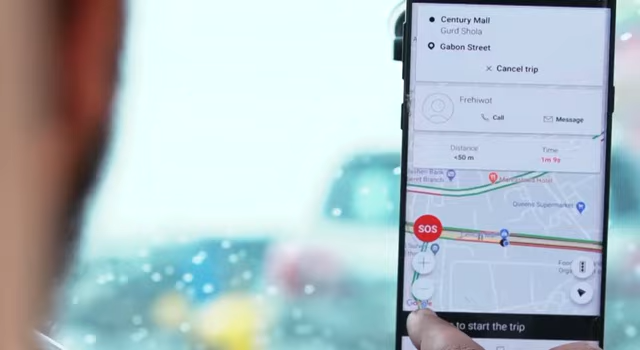 Century Mall
Gurd Shola
Gabon Street
× Cancel trip
Frehiwot
Call
Message
Distance
<50 m
Time
1m 9s
Queens Supermarket
SOS
+
Google
to start the trip